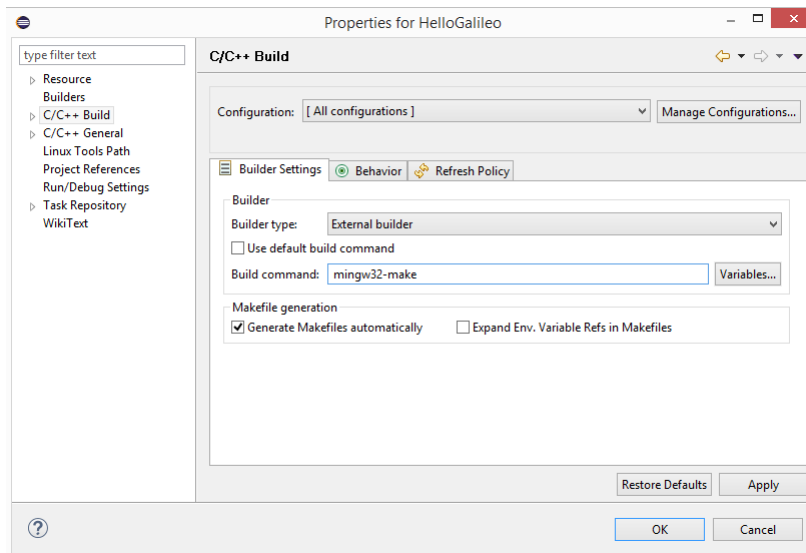 Properties for HelloGalileo
type filter text
Resource
Builders
C/C++ Build
C/C++ General
Linux Tools Path
Project References
Run/Debug Settings
Task Repository
WikiText
C/C++ Build
Configuration: [ All configurations ] Manage Configurations...
Builder Settings Behavior Refresh Policy
Builder
Builder type: External builder
Use default build command
Build command: mingw32-make Variables...
Makefile generation
Generate Makefiles automatically Expand Env. Variable Refs in Makefiles
Restore Defaults Apply
OK Cancel